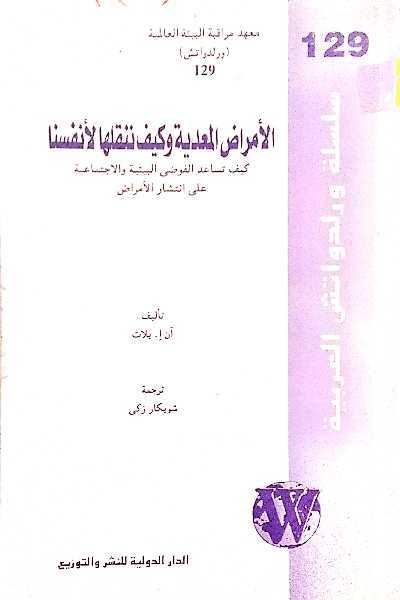 معهد مراقبة البيئة العالمية
(ورلدواتش)
129
129
الأمراض المعدية وكيف ننقلها لأنفسنا
كيف تساعد الفوضى البيئية والاجتماعية
على انتشار الأمراض
تأليف
آن إ. بلات
ترجمة
شويكار زكى
سلسلة ورلدواتش العربية
W
الدار الدولية للنشر والتوزيع